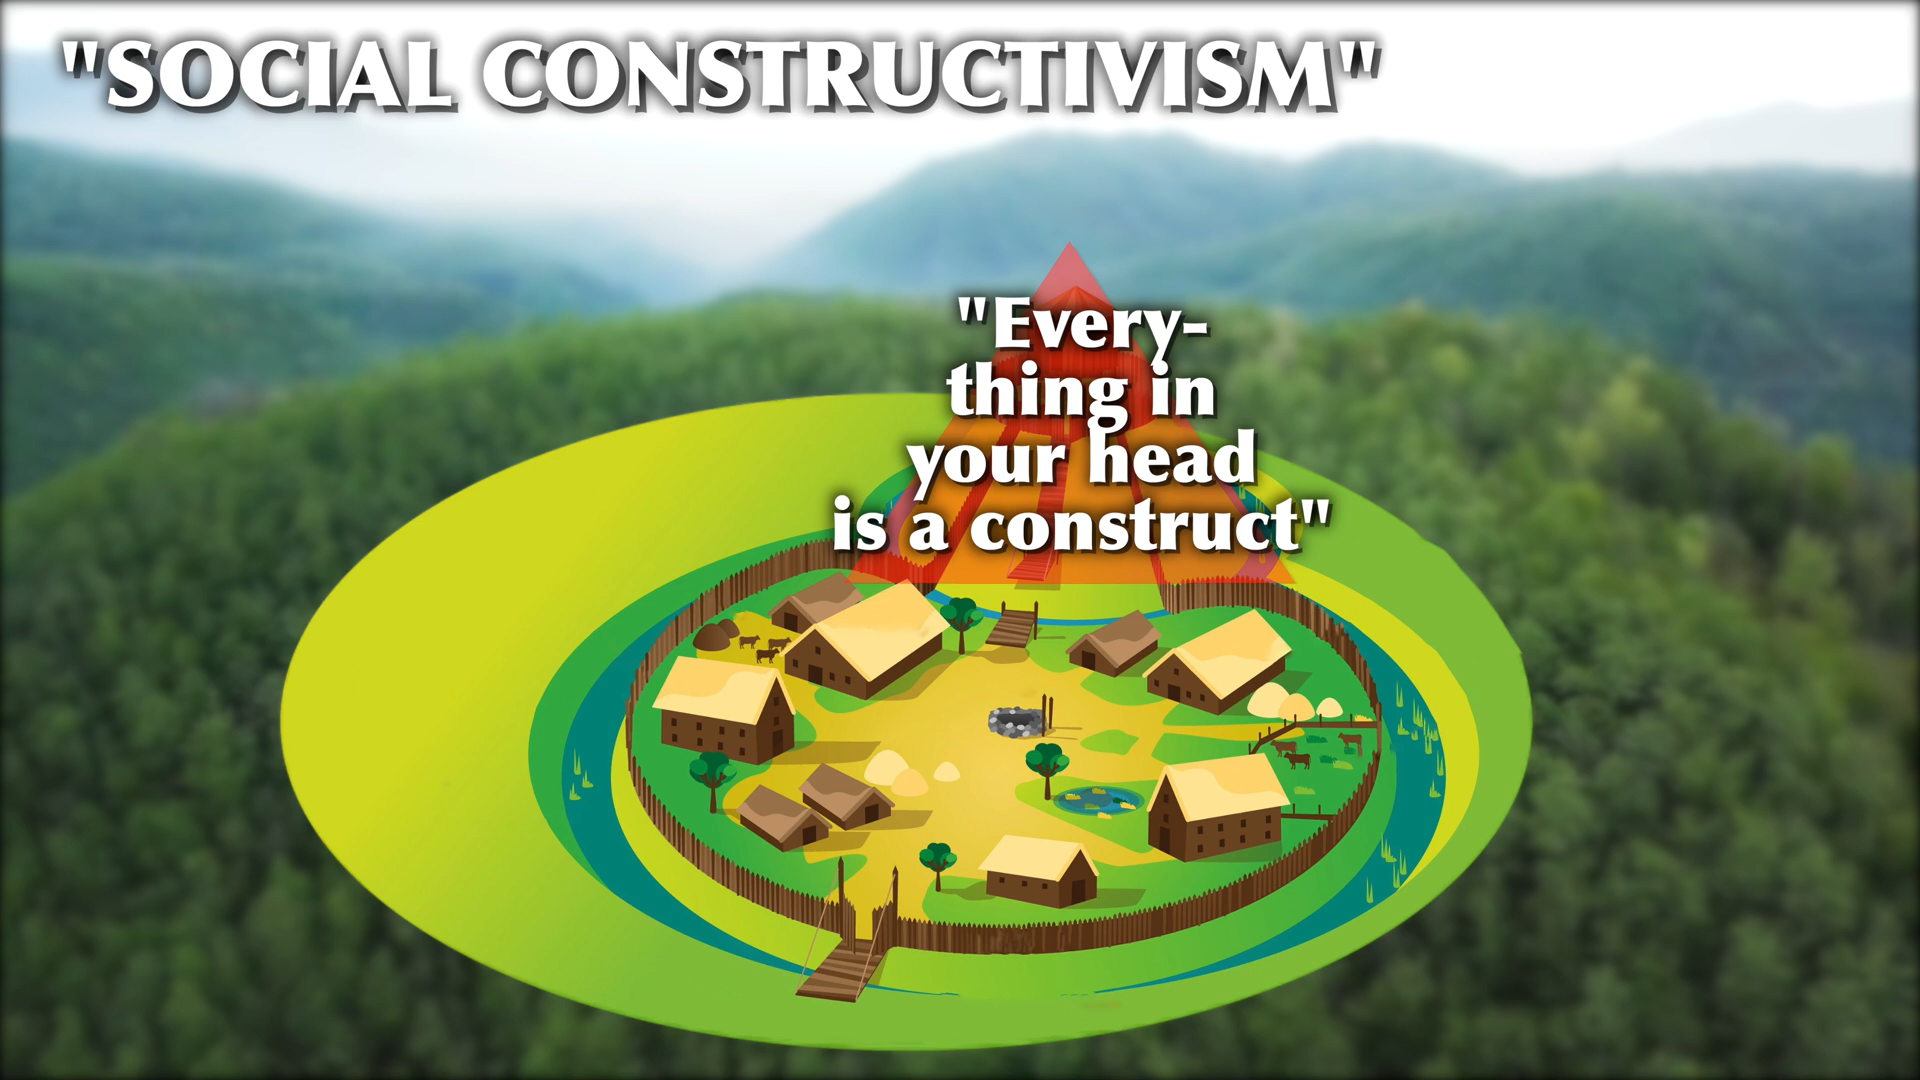 "SOCIAL CONSTRUCTIVISM"
"Every-
thing in
your head
is a construct"